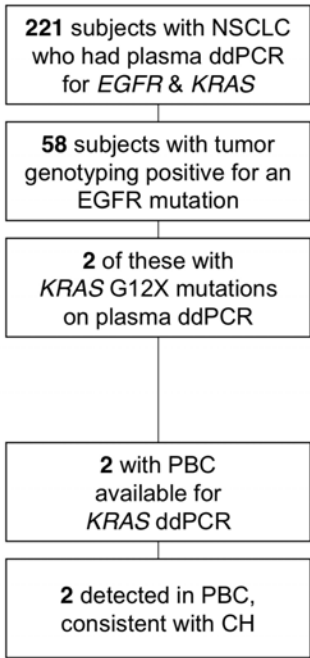 221 subjects with NSCLC
who had plasma ddPCR
for EGFR & KRAS
58 subjects with tumor
genotyping positive for an
EGFR mutation
2 of these with
KRAS G12X mutations
on plasma ddPCR
2 with PBC
available for
KRAS ddPCR
2 detected in PBC,
consistent with CH